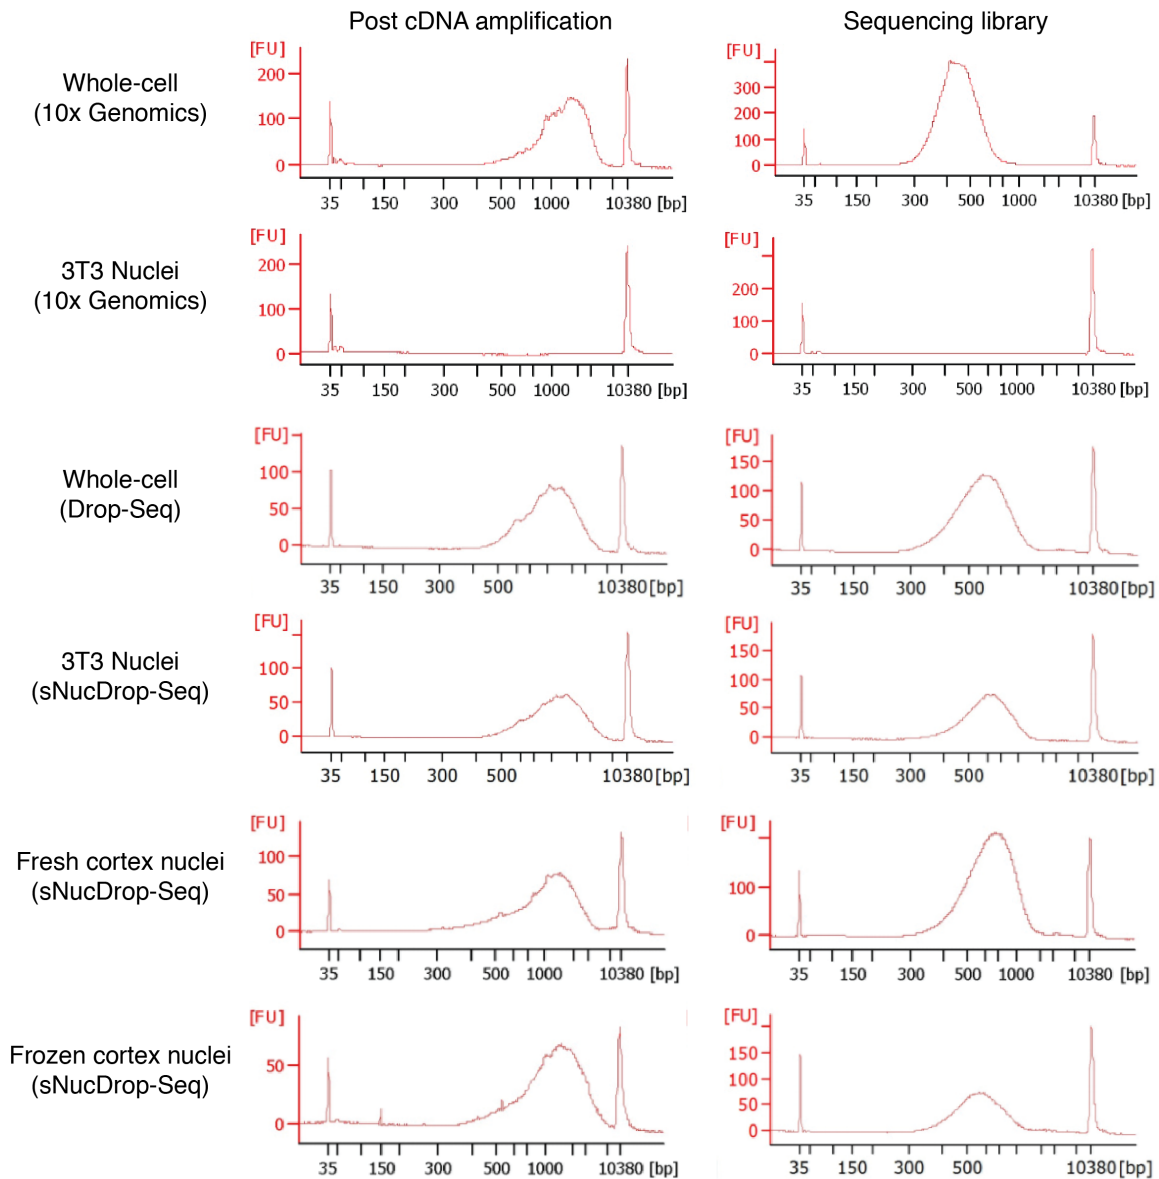 Post cDNA amplification Sequencing library
Whole-cell
(10x Genomics)
[FU]
200
100
0
35 150 300 500 1000 10380 [bp]
[FU]
300
200
100
0
35 150 300 500 1000 10380 [bp]
3T3 Nuclei
(10x Genomics)
[FU]
200
100
0
35 150 300 500 1000 10380 [bp]
[FU]
200
100
0
35 150 300 500 1000 10380 [bp]
Whole-cell
(Drop-Seq)
[FU]
100
50
0
35 150 300 500 10380[bp]
[FU]
150
100
50
0
35 150 300 500 10380[bp]
3T3 Nuclei
(sNucDrop-Seq)
[FU]
100
50
0
35 150 300 500 10380[bp]
[FU]
150
100
50
0
35 150 300 500 10380[bp]
Fresh cortex nuclei
(sNucDrop-Seq)
[FU]
100
50
0
35 150 300 500 1000 10380 [bp]
[FU]
100
0
35 150 300 500 1000 10380 [bp]
Frozen cortex nuclei
(sNucDrop-Seq)
[FU]
50
0
35 150 300 500 1000 10380 [bp]
[FU]
150
100
50
0
35 150 300 500 10380[bp]